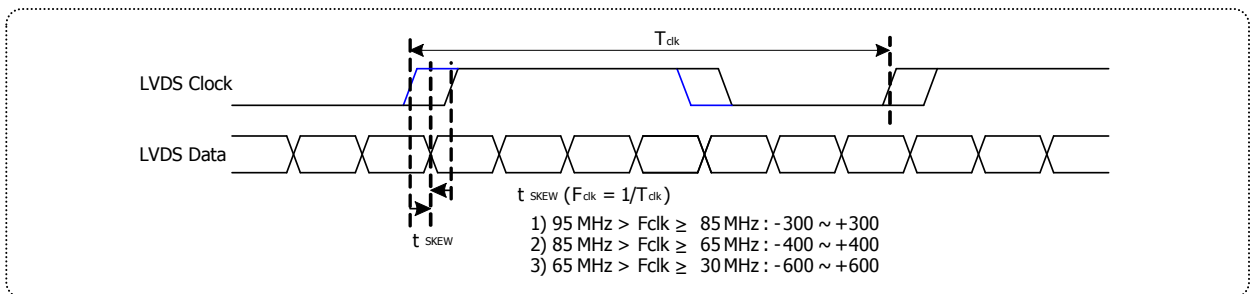 Tclk
LVDS Clock
LVDS Data
t SKEW (Fclk = 1/Tclk)
1) 95 MHz > Fclk ≥ 85 MHz : -300 ~ +300
t SKEW
2) 85 MHz > Fclk ≥ 65 MHz : -400 ~ +400
3) 65 MHz > Fclk ≥ 30 MHz : -600 ~ +600